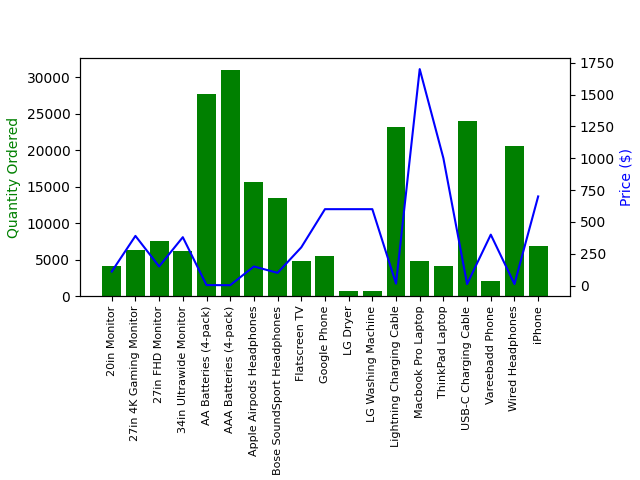 Quantity Ordered
30000
25000
20000
15000
10000
5000
0
1750
1500
1250
1000
750
500
250
0
Price ($)
20in Monitor
27in 4K Gaming Monitor
27in FHD Monitor
34in Ultrawide Monitor
AA Batteries (4-pack)
AAA Batteries (4-pack)
Apple Airpods Headphones
Bose SoundSport Headphones
Flatscreen TV
Google Phone
LG Dryer
LG Washing Machine
Lightning Charging Cable
Macbook Pro Laptop
ThinkPad Laptop
USB-C Charging Cable
Vareebadd Phone
Wired Headphones
iPhone